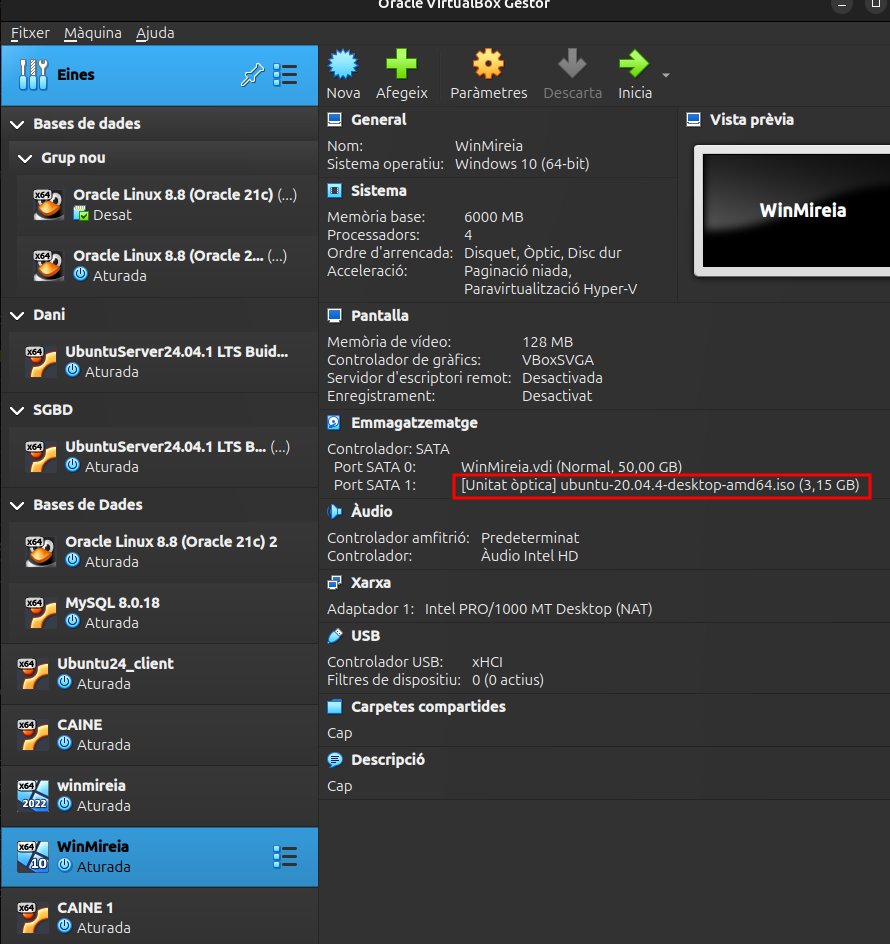 Oracle VirtualBox Gestor
Fitxer Màquina Ajuda
Eines
Bases de dades
Grup nou
Oracle Linux 8.8 (Oracle 21c) (...)
Desat
Oracle Linux 8.8 (Oracle 2... (...)
Aturada
Dani
UbuntuServer24.04.1 LTS Buid...
Aturada
SGBD
UbuntuServer24.04.1 LTS B... (...)
Aturada
Bases de Dades
Oracle Linux 8.8 (Oracle 21c) 2
Aturada
MySQL 8.0.18
Aturada
Ubuntu24_client
Aturada
CAINE
Aturada
winmireia
Aturada
WinMireia
Aturada
CAINE 1
Aturada
Nova Afegeix Paràmetres Descarta Inicia
General
Nom: WinMireia
Sistema operatiu: Windows 10 (64-bit)
Sistema
Memòria base: 6000 MB
Processadors: 4
Ordre d'arrencada: Disquet, Òptic, Disc dur
Acceleració: Paginació niada,
Paravirtualització Hyper-V
Vista prèvia
WinMireia
Pantalla
Memòria de vídeo: 128 MB
Controlador de gràfics: VBoxSVGA
Servidor d'escriptori remot: Desactivada
Enregistrament: Desactivat
Emmagatzematge
Controlador: SATA
Port SATA 0: WinMireia.vdi (Normal, 50,00 GB)
Port SATA 1: [Unitat òptica] ubuntu-20.04.4-desktop-amd64.iso (3,15 GB)
Àudio
Controlador amfitrió: Predeterminat
Controlador: Àudio Intel HD
Xarxa
Adaptador 1: Intel PRO/1000 MT Desktop (NAT)
USB
Controlador USB: xHCI
Filtres de dispositiu: 0 (0 actius)
Carpetes compartides
Cap
Descripció
Cap